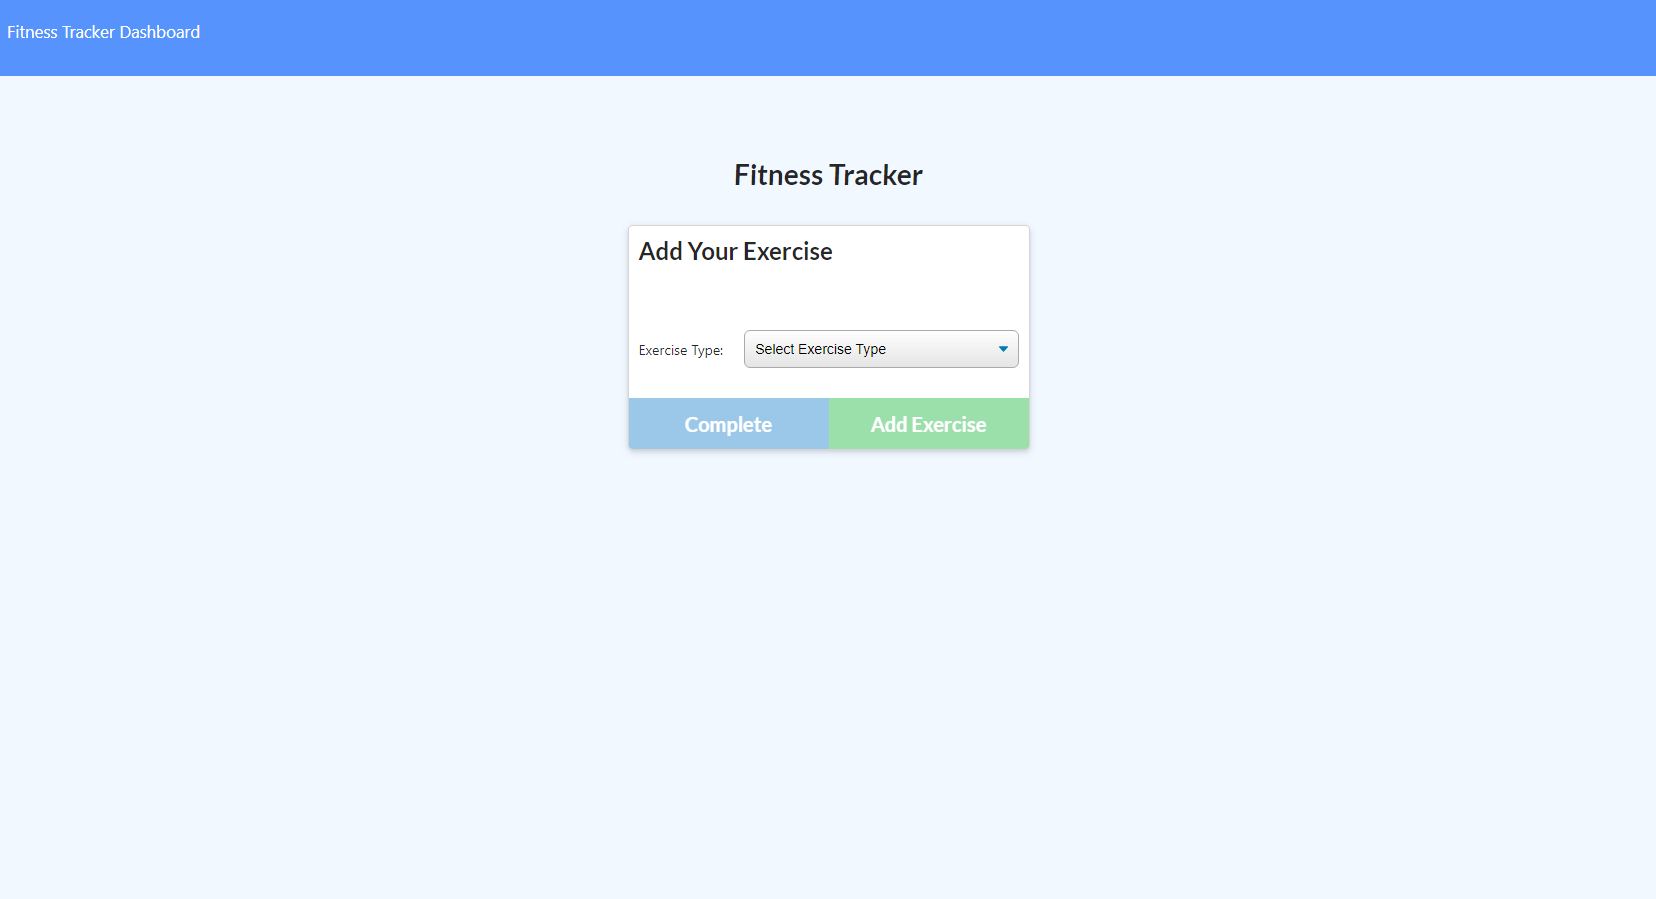 Fitness Tracker Dashboard
Fitness Tracker
Add Your Exercise
Exercise Type: Select Exercise Type
Complete Add Exercise